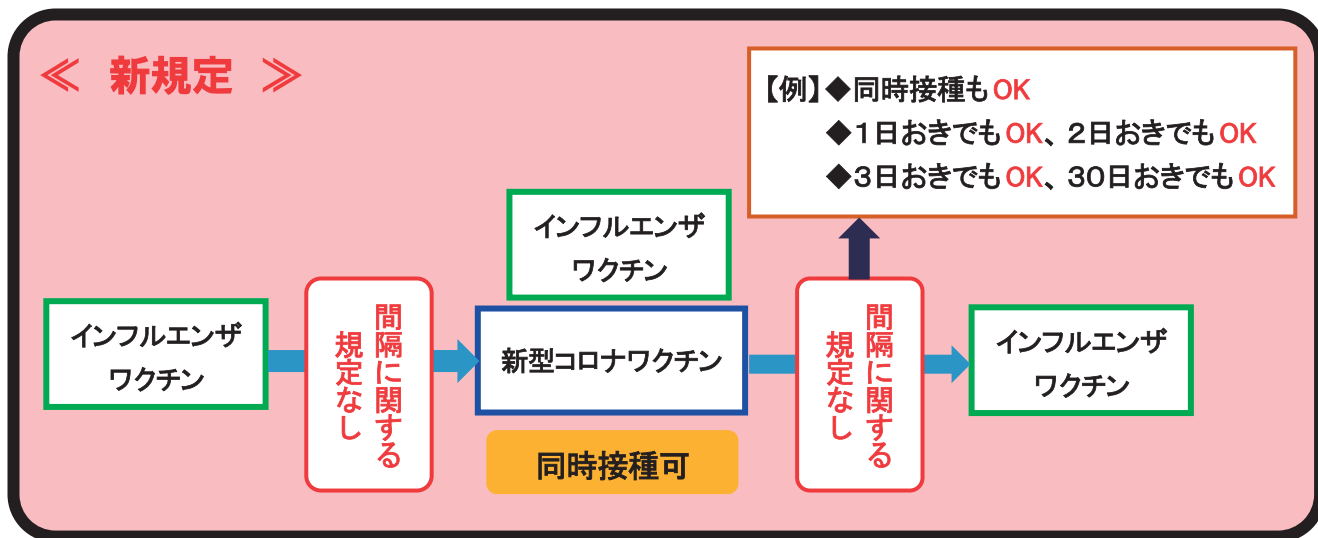 ≪ 新規定 ≫
【例】◆同時接種もOK
◆1日おきでもOK、2日おきでもOK
◆3日おきでもOK、30日おきでもOK
インフルエンザ
ワクチン
間隔に関する
規定なし
インフルエンザ
ワクチン
新型コロナワクチン
同時接種可
間隔に関する
規定なし
インフルエンザ
ワクチン